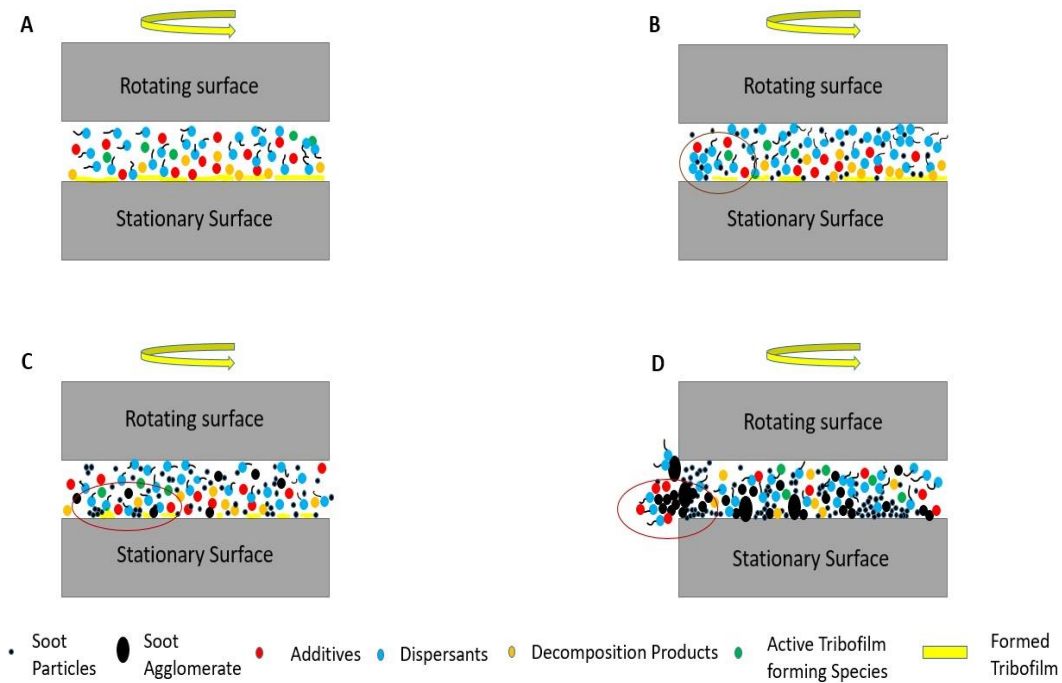 A
B
Rotating surface
Rotating surface
Stationary Surface
Stationary Surface
C
D
Rotating surface
Rotating surface
Stationary Surface
Stationary Surface
Soot
Particles
Soot
Agglomerate
Additives
Dispersants
Decomposition Products
Active Tribofilm
forming Species
Formed
Tribofilm